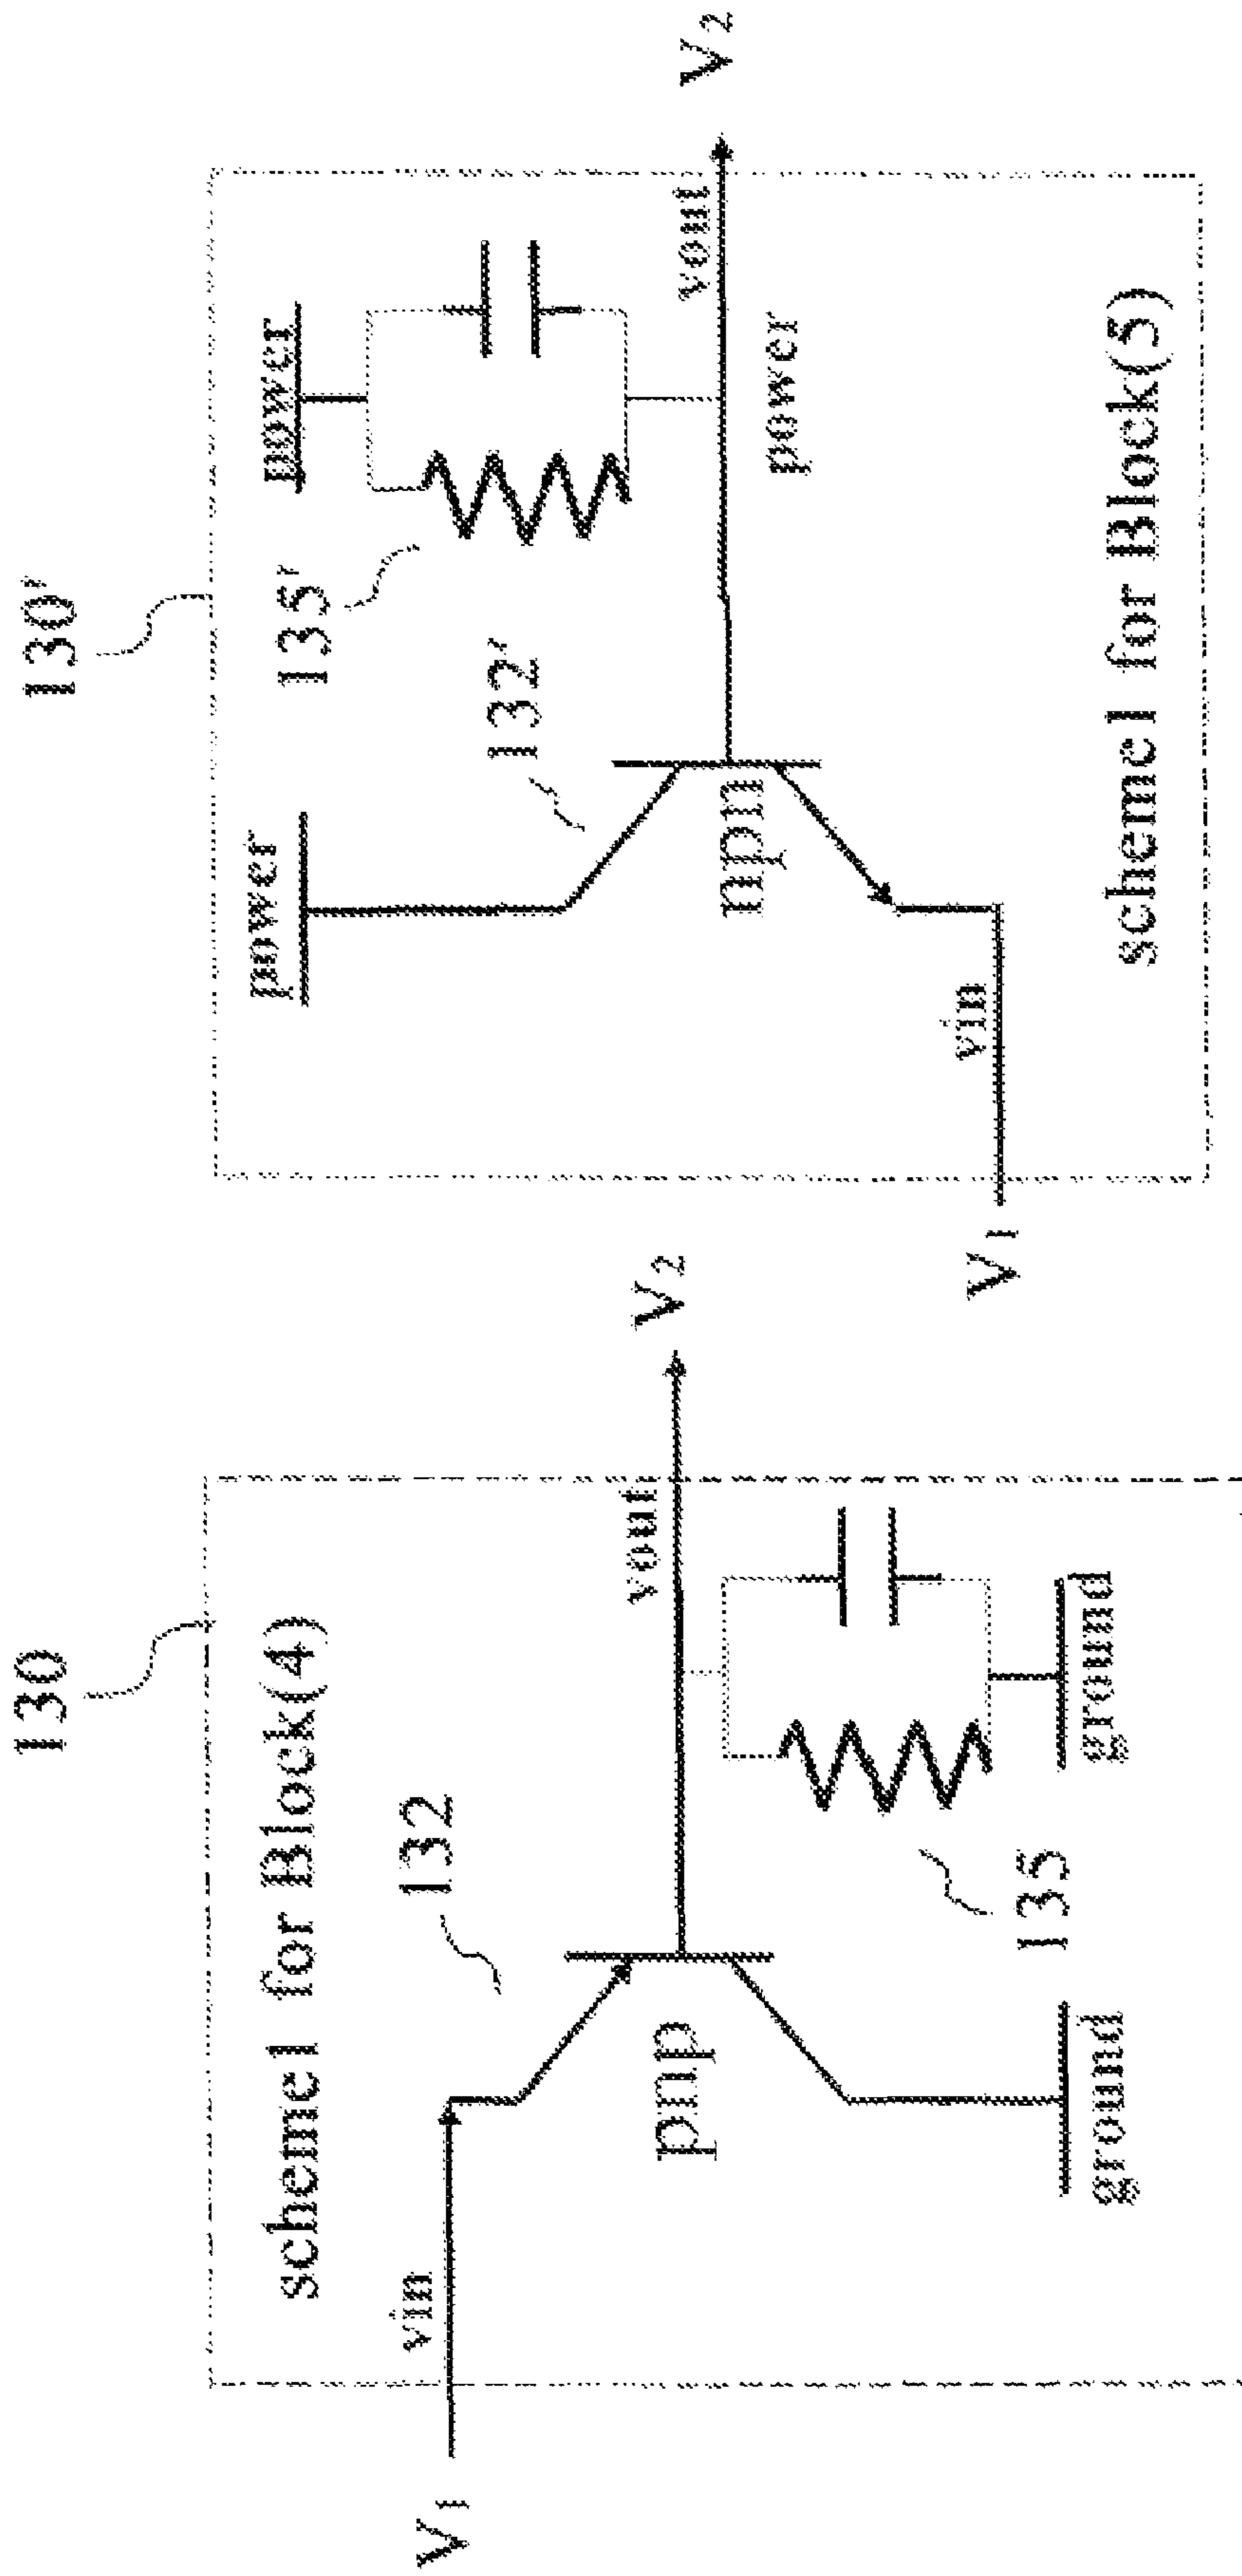 130
scheme1 for Block(4)
132
V1
vin
pnp
vout
V2
135
ground
ground
130'
power
power
135'
132'
npn
vout
V2
power
vin
V1
scheme1 for Block(5)